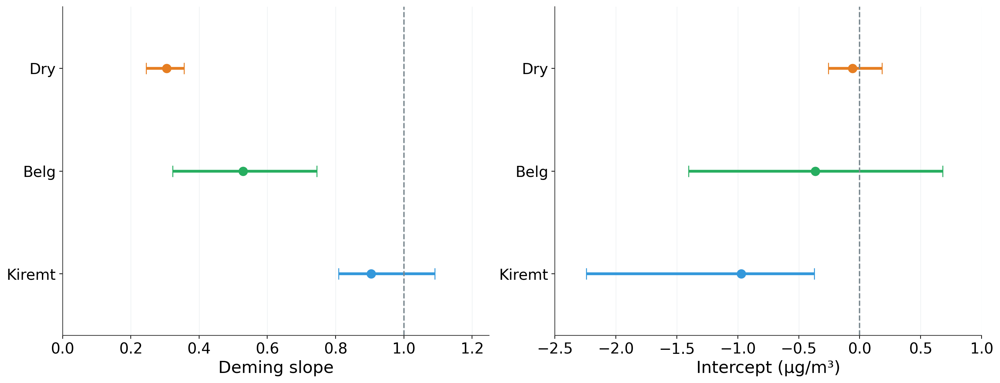 Dry
Belg
Kiremt
0.0 0.2 0.4 0.6 0.8 1.0 1.2
Deming slope
Dry
Belg
Kiremt
−2.5 −2.0 −1.5 −1.0 −0.5 0.0 0.5 1.0
Intercept (µg/m³)